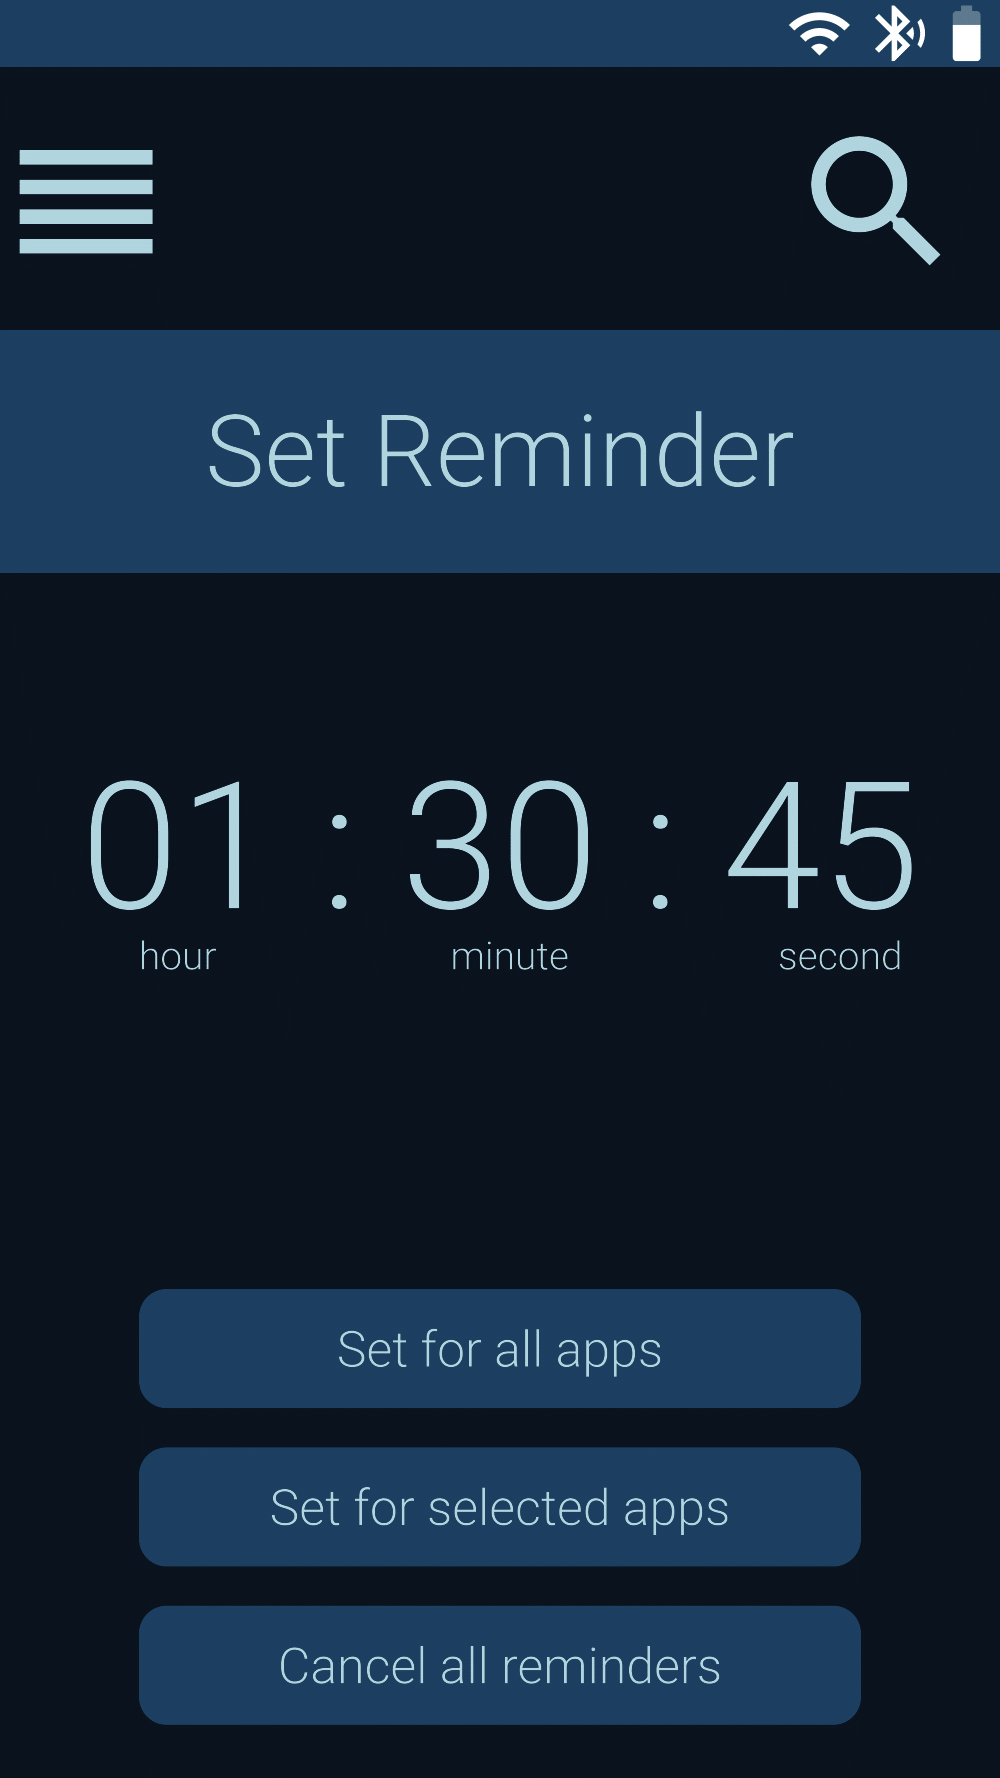 Set Reminder
01 : 30 : 45
hour minute second
Set for all apps
Set for selected apps
Cancel all reminders